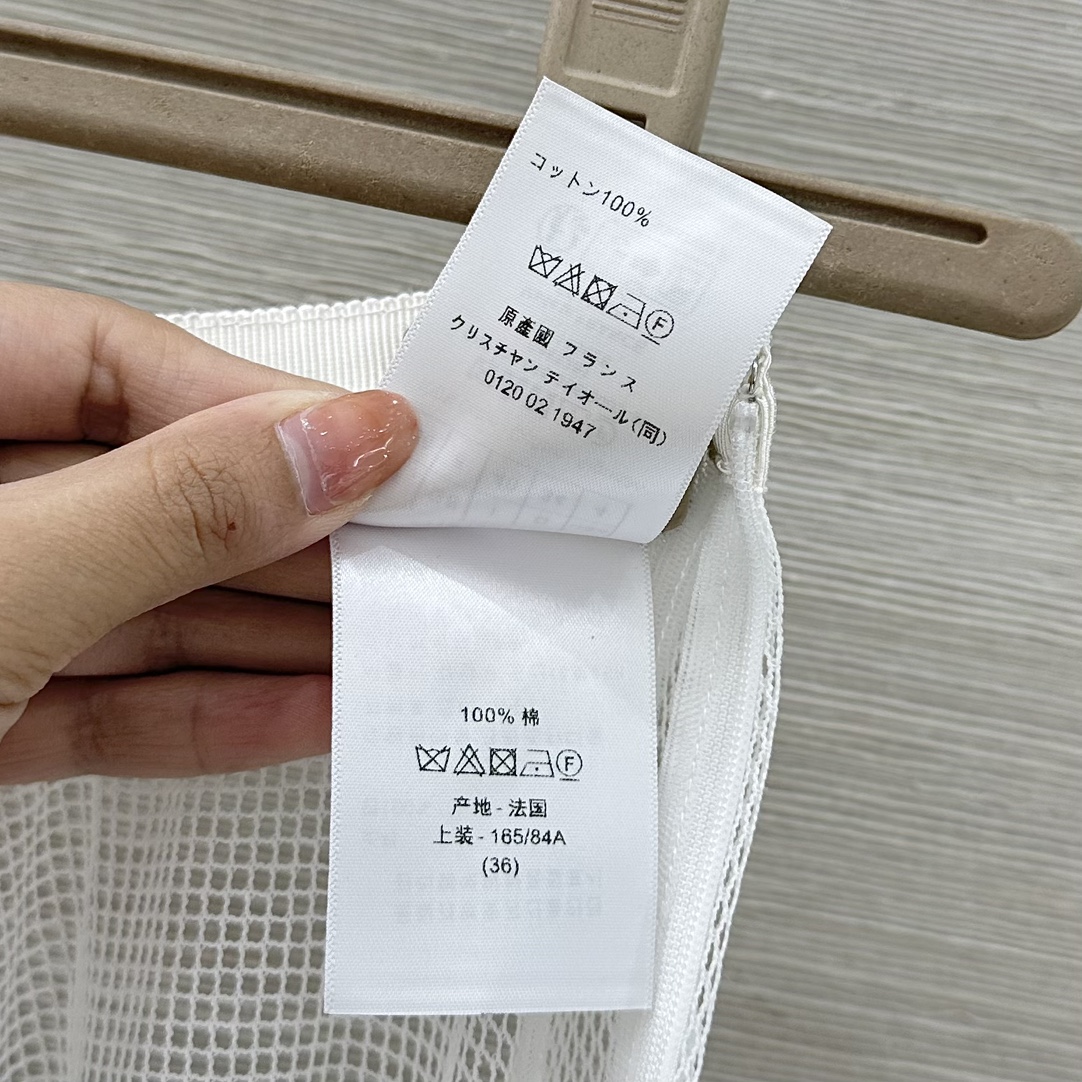 コットン100%
F
原産國 フランス
クリスチャン ディオール(同)
0120 02 1947
100% 棉
F
产地 - 法国
上装 - 165/84A
(36)